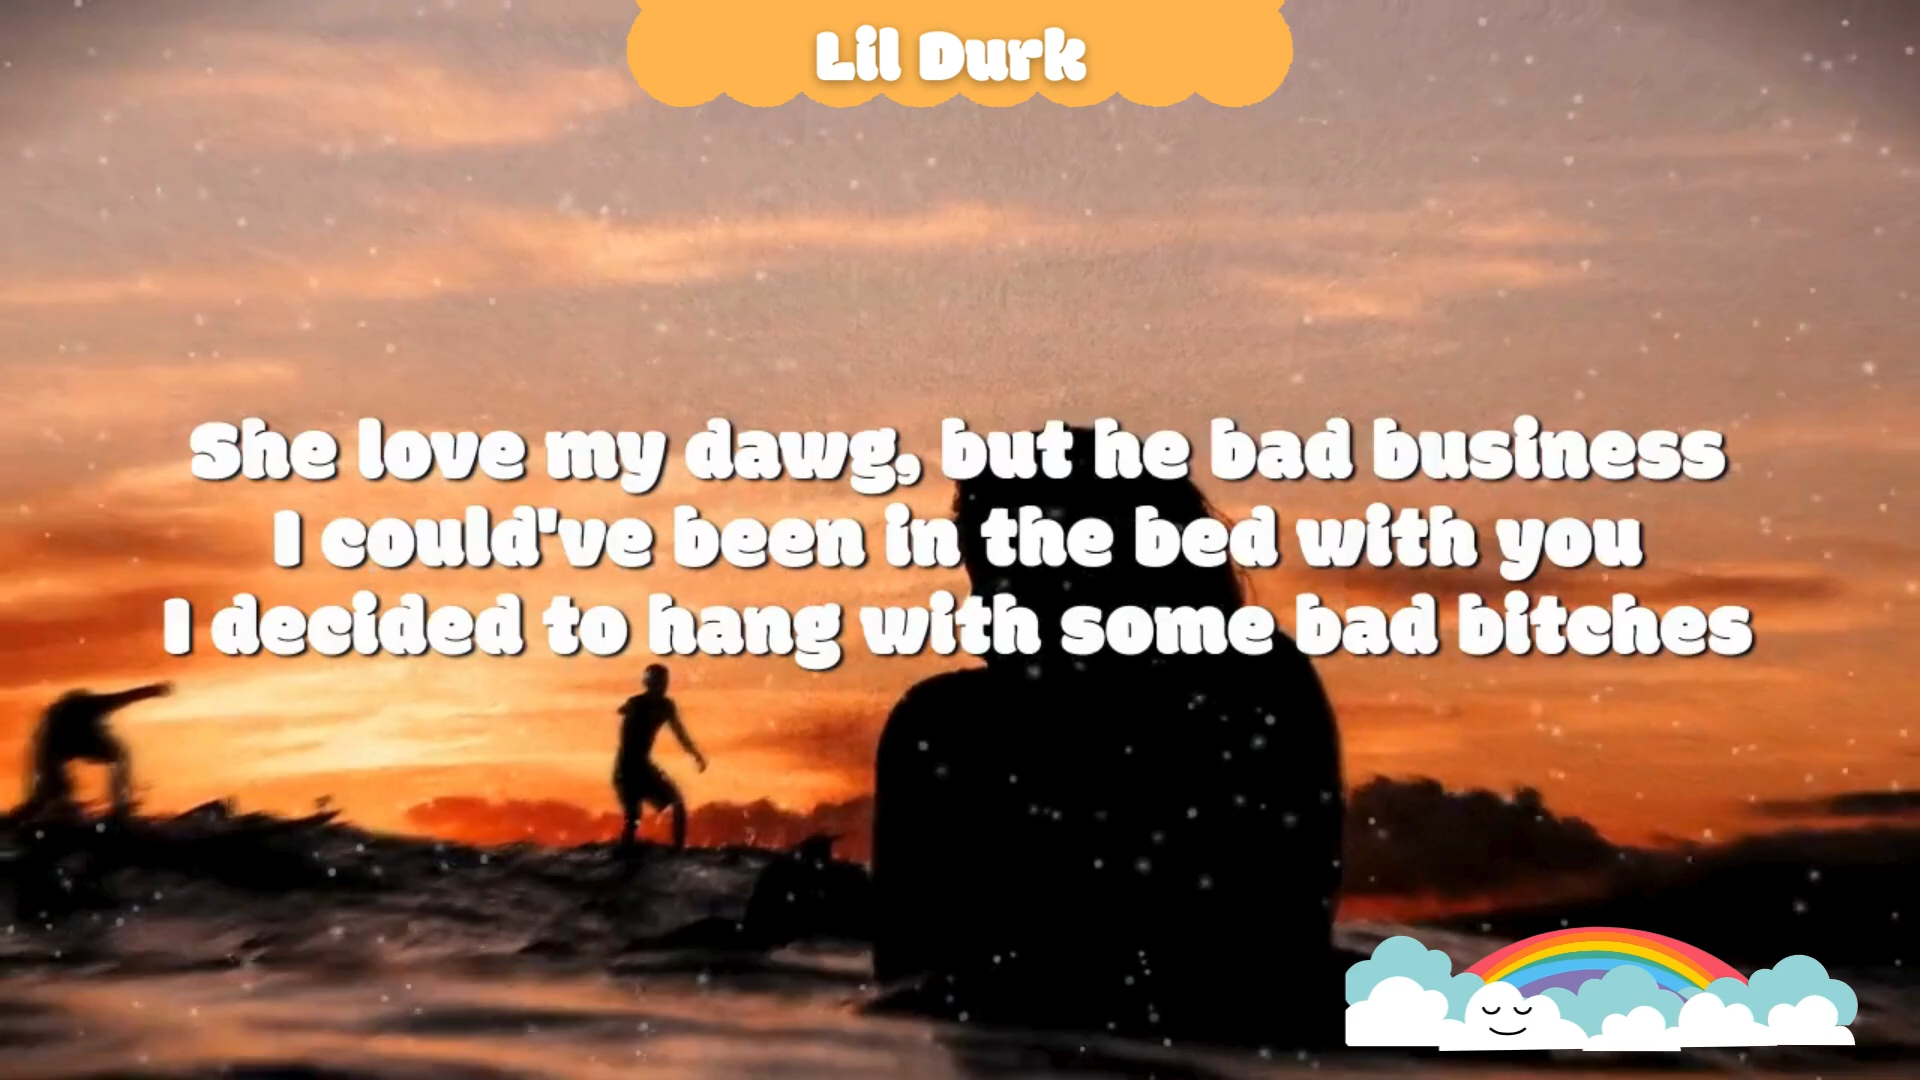 Lil Durk
She love my dawg, but he bad business
I could've been in the bed with you
I decided to hang with some bad bitches